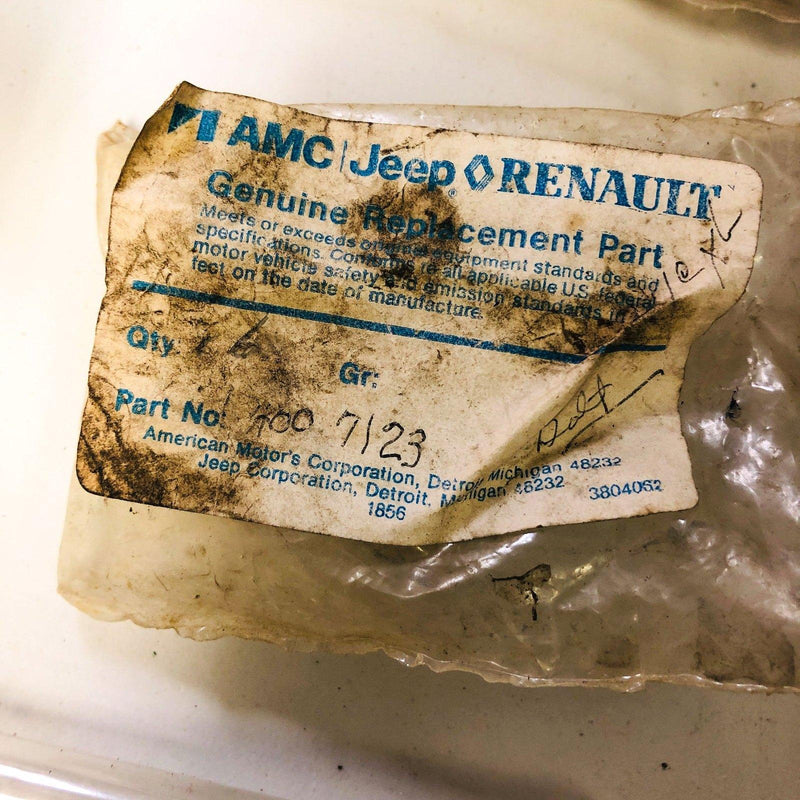 AMC | Jeep® RENAULT
Genuine Replacement Part
Meets or exceeds original equipment standards and
specifications. Conforms to all applicable U.S. federal
motor vehicle safety and emission standards in
fect on the date of manufacture.
Qty.
Gr:
Part No: 400 7123
Bolt
American Motor's Corporation, Detroit Michigan 48232
Jeep Corporation, Detroit, Michigan 48232 3804062
1856